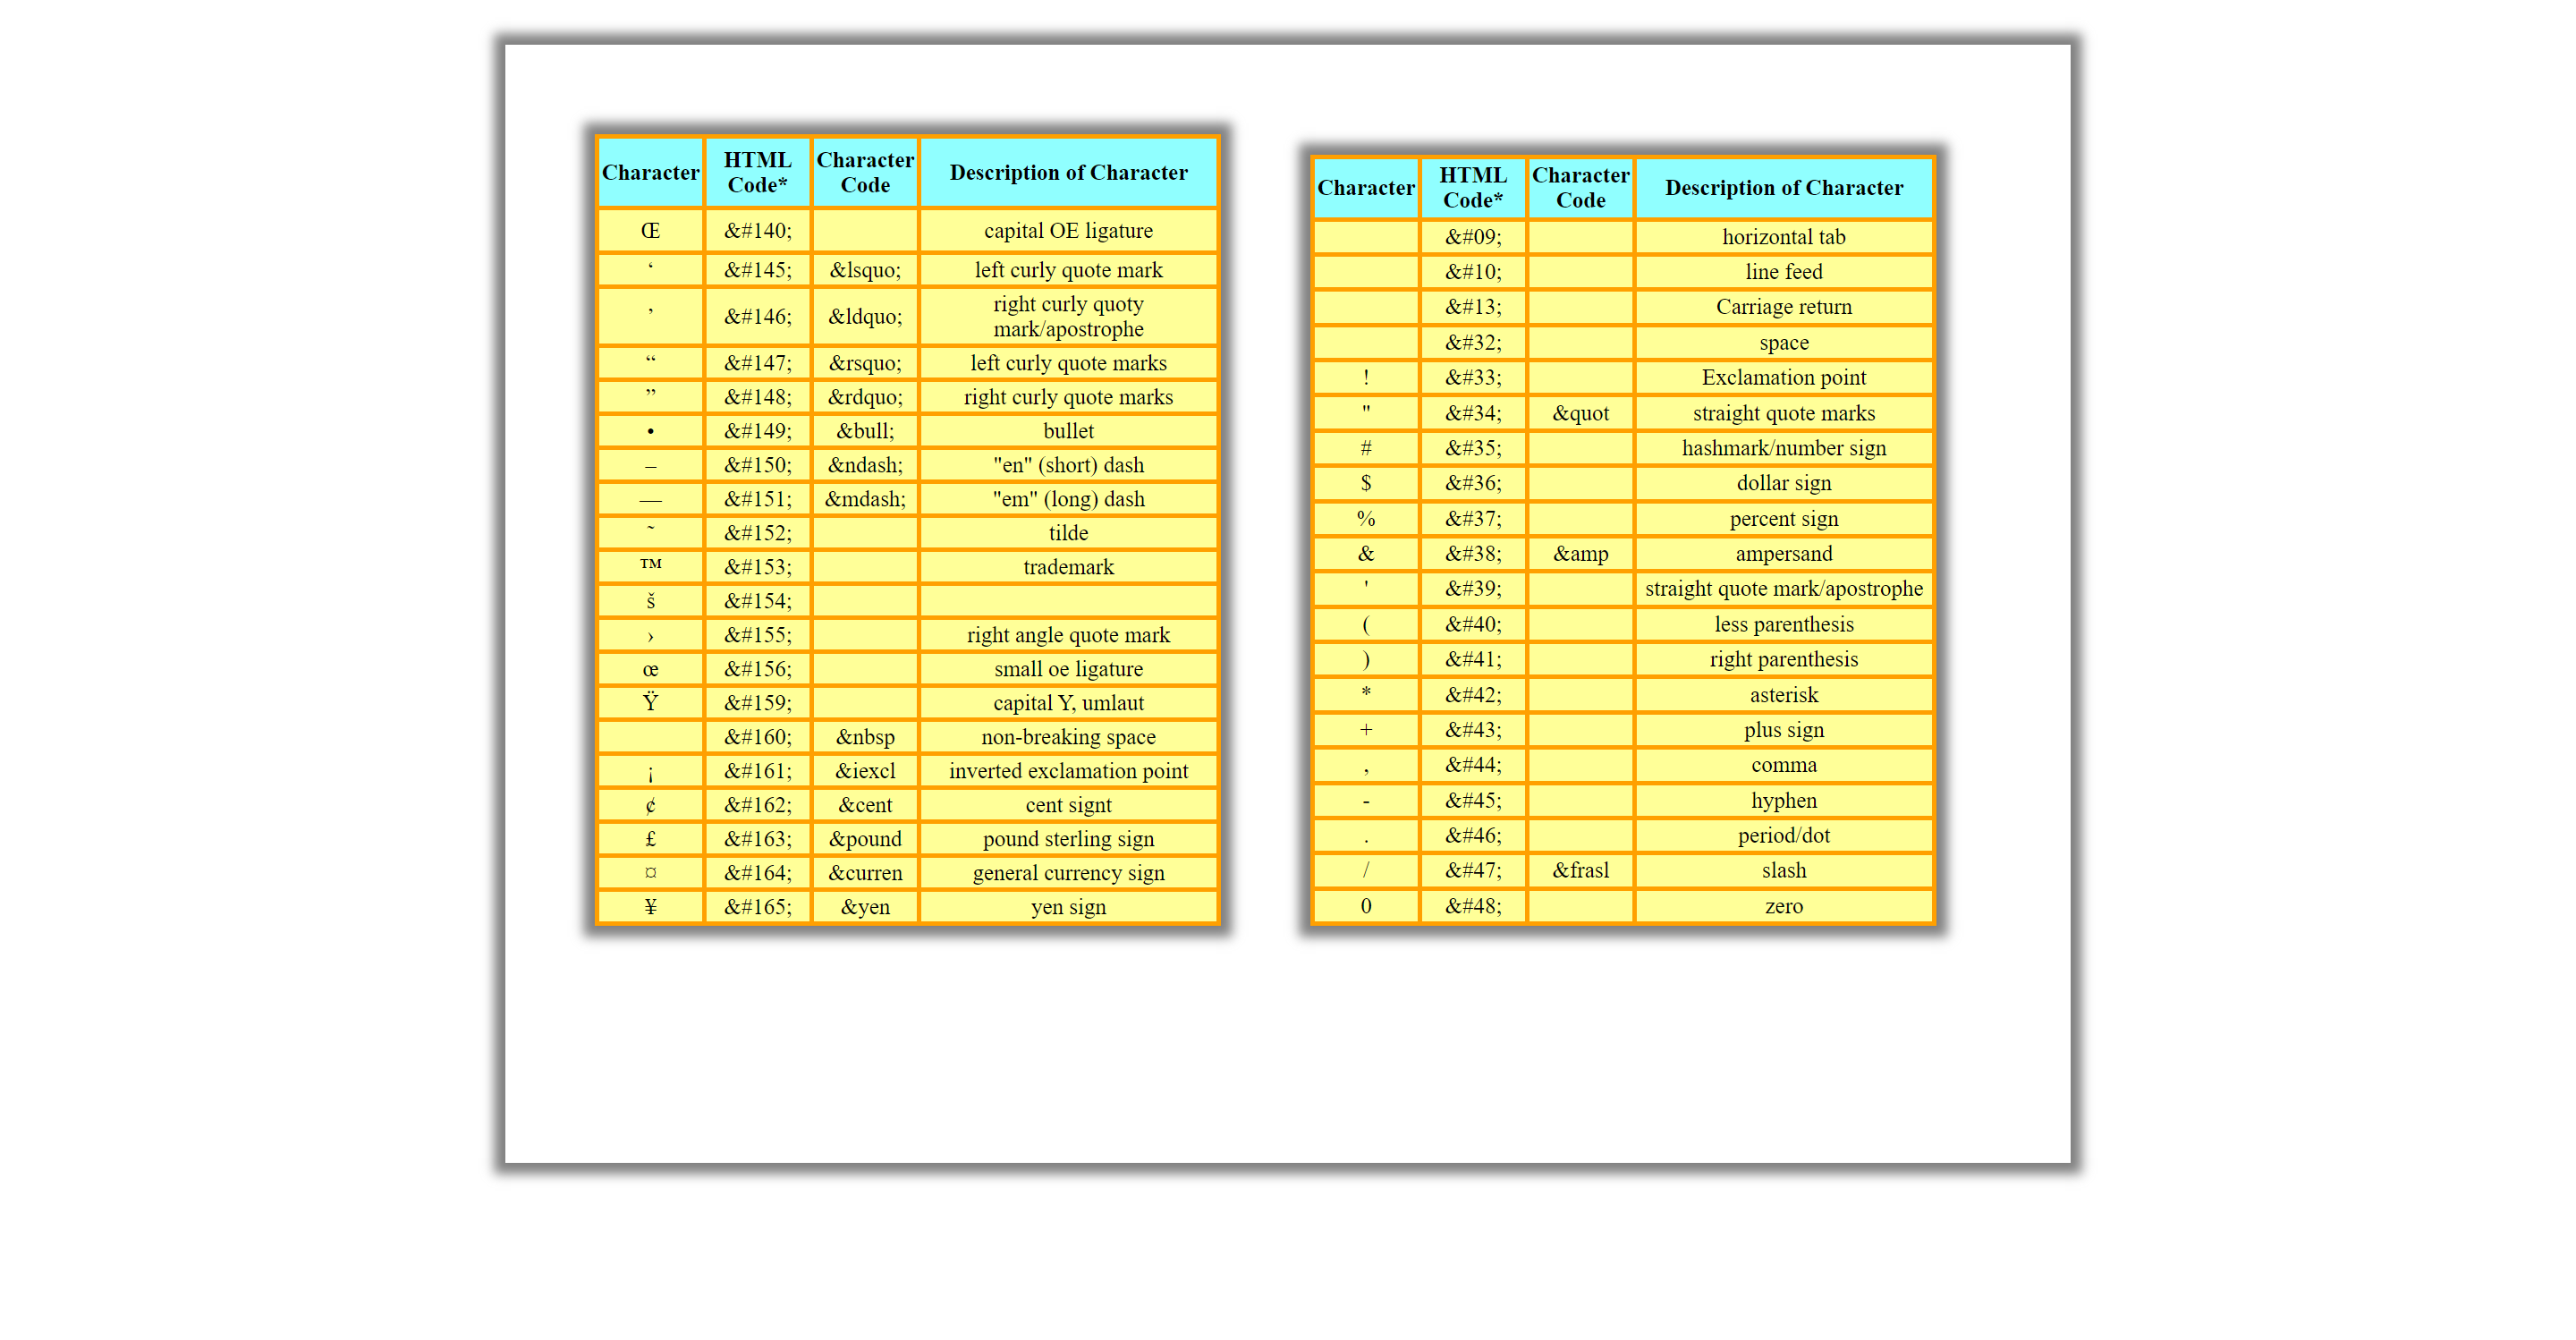 Character HTML Code* Character Code Description of Character
Œ &#140; capital OE ligature
‘ &#145; &lsquo; left curly quote mark
’ &#146; &ldquo; right curly quoty mark/apostrophe
“ &#147; &rsquo; left curly quote marks
” &#148; &rdquo; right curly quote marks
• &#149; &bull; bullet
– &#150; &ndash; "en" (short) dash
— &#151; &mdash; "em" (long) dash
˜ &#152; tilde
™ &#153; trademark
š &#154;
› &#155; right angle quote mark
œ &#156; small oe ligature
Ÿ &#159; capital Y, umlaut
&#160; &nbsp non-breaking space
¡ &#161; &iexcl inverted exclamation point
¢ &#162; &cent cent signt
£ &#163; &pound pound sterling sign
¤ &#164; &curren general currency sign
¥ &#165; &yen yen sign
Character HTML Code* Character Code Description of Character
&#09; horizontal tab
&#10; line feed
&#13; Carriage return
&#32; space
! &#33; Exclamation point
" &#34; &quot straight quote marks
# &#35; hashmark/number sign
$ &#36; dollar sign
% &#37; percent sign
& &#38; &amp ampersand
' &#39; straight quote mark/apostrophe
( &#40; less parenthesis
) &#41; right parenthesis
* &#42; asterisk
+ &#43; plus sign
, &#44; comma
- &#45; hyphen
. &#46; period/dot
/ &#47; &frasl slash
0 &#48; zero